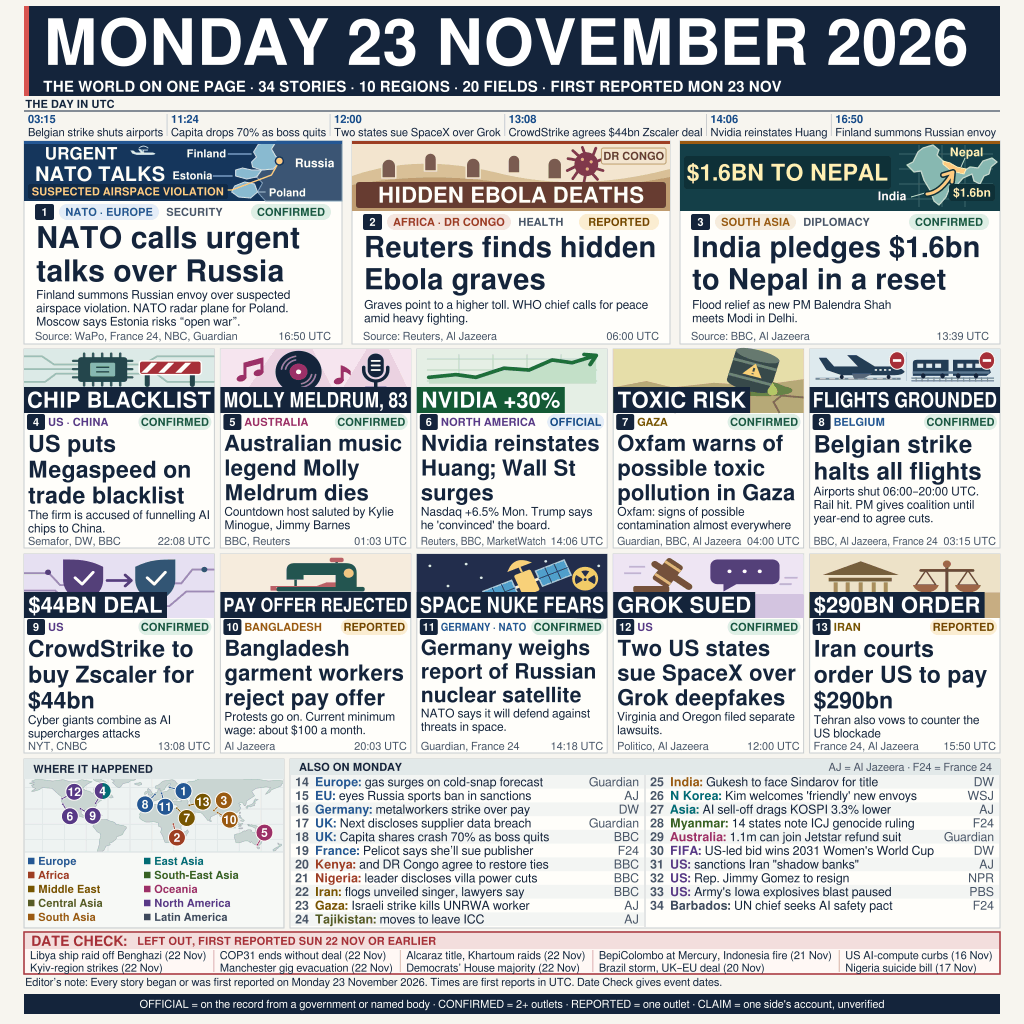 MONDAY 23 NOVEMBER 2026
THE WORLD ON ONE PAGE · 34 STORIES · 10 REGIONS · 20 FIELDS · FIRST REPORTED MON 23 NOV
THE DAY IN UTC
03:15
Belgian strike shuts airports
11:24
Capita drops 70% as boss quits
12:00
Two states sue SpaceX over Grok
13:08
CrowdStrike agrees $44bn Zscaler deal
14:06
Nvidia reinstates Huang
16:50
Finland summons Russian envoy
URGENT
NATO TALKS
SUSPECTED AIRSPACE VIOLATION
Finland
Estonia
Russia
Poland
1 NATO · EUROPE SECURITY CONFIRMED
NATO calls urgent
talks over Russia
Finland summons Russian envoy over suspected
airspace violation. NATO radar plane for Poland.
Moscow says Estonia risks “open war”.
Source: WaPo, France 24, NBC, Guardian 16:50 UTC
DR CONGO
HIDDEN EBOLA DEATHS
2 AFRICA · DR CONGO HEALTH REPORTED
Reuters finds hidden
Ebola graves
Graves point to a higher toll. WHO chief calls for peace
amid heavy fighting.
Source: Reuters, Al Jazeera 06:00 UTC
$1.6BN TO NEPAL
Nepal
India
$1.6bn
3 SOUTH ASIA DIPLOMACY CONFIRMED
India pledges $1.6bn
to Nepal in a reset
Flood relief as new PM Balendra Shah
meets Modi in Delhi.
Source: BBC, Al Jazeera 13:39 UTC
CHIP BLACKLIST
4 US · CHINA CONFIRMED
US puts
Megaspeed on
trade blacklist
The firm is accused of funnelling AI
chips to China.
Semafor, DW, BBC 22:08 UTC
MOLLY MELDRUM, 83
5 AUSTRALIA CONFIRMED
Australian music
legend Molly
Meldrum dies
Countdown host saluted by Kylie
Minogue, Jimmy Barnes
BBC, Reuters 01:03 UTC
NVIDIA +30%
6 NORTH AMERICA OFFICIAL
Nvidia reinstates
Huang; Wall St
surges
Nasdaq +6.5% Mon. Trump says
he 'convinced' the board.
Reuters, BBC, MarketWatch 14:06 UTC
TOXIC RISK
7 GAZA CONFIRMED
Oxfam warns of
possible toxic
pollution in Gaza
Oxfam: signs of possible
contamination almost everywhere
Guardian, BBC, Al Jazeera 04:00 UTC
FLIGHTS GROUNDED
8 BELGIUM CONFIRMED
Belgian strike
halts all flights
Airports shut 06:00–20:00 UTC.
Rail hit. PM gives coalition until
year-end to agree cuts.
BBC, Al Jazeera, France 24 03:15 UTC
$44BN DEAL
9 US CONFIRMED
CrowdStrike to
buy Zscaler for
$44bn
Cyber giants combine as AI
supercharges attacks
NYT, CNBC 13:08 UTC
PAY OFFER REJECTED
10 BANGLADESH REPORTED
Bangladesh
garment workers
reject pay offer
Protests go on. Current minimum
wage: about $100 a month.
Al Jazeera 20:03 UTC
SPACE NUKE FEARS
11 GERMANY · NATO CONFIRMED
Germany weighs
report of Russian
nuclear satellite
NATO says it will defend against
threats in space.
Guardian, France 24 14:18 UTC
GROK SUED
12 US CONFIRMED
Two US states
sue SpaceX over
Grok deepfakes
Virginia and Oregon filed separate
lawsuits.
Politico, Al Jazeera 12:00 UTC
$290BN ORDER
13 IRAN REPORTED
Iran courts
order US to pay
$290bn
Tehran also vows to counter the
US blockade
France 24, Al Jazeera 15:50 UTC
WHERE IT HAPPENED
12 4 6 9 8 11 1 13 3 7 10 2 5
Europe
Africa
Middle East
Central Asia
South Asia
East Asia
South-East Asia
Oceania
North America
Latin America
ALSO ON MONDAY
AJ = Al Jazeera · F24 = France 24
14 Europe: gas surges on cold-snap forecast Guardian
15 EU: eyes Russia sports ban in sanctions AJ
16 Germany: metalworkers strike over pay DW
17 UK: Next discloses supplier data breach Guardian
18 UK: Capita shares crash 70% as boss quits BBC
19 France: Pelicot says she’ll sue publisher F24
20 Kenya: and DR Congo agree to restore ties BBC
21 Nigeria: leader discloses villa power cuts BBC
22 Iran: flogs unveiled singer, lawyers say BBC
23 Gaza: Israeli strike kills UNRWA worker AJ
24 Tajikistan: moves to leave ICC AJ
25 India: Gukesh to face Sindarov for title DW
26 N Korea: Kim welcomes 'friendly' new envoys WSJ
27 Asia: AI sell-off drags KOSPI 3.3% lower AJ
28 Myanmar: 14 states note ICJ genocide ruling F24
29 Australia: 1.1m can join Jetstar refund suit Guardian
30 FIFA: US-led bid wins 2031 Women's World Cup DW
31 US: sanctions Iran "shadow banks" AJ
32 US: Rep. Jimmy Gomez to resign NPR
33 US: Army's Iowa explosives blast paused PBS
34 Barbados: UN chief seeks AI safety pact F24
DATE CHECK: LEFT OUT, FIRST REPORTED SUN 22 NOV OR EARLIER
Libya ship raid off Benghazi (22 Nov)
Kyiv-region strikes (22 Nov)
COP31 ends without deal (22 Nov)
Manchester gig evacuation (22 Nov)
Alcaraz title, Khartoum raids (22 Nov)
Democrats’ House majority (22 Nov)
BepiColombo at Mercury, Indonesia fire (21 Nov)
Brazil storm, UK–EU deal (20 Nov)
US AI-compute curbs (16 Nov)
Nigeria suicide bill (17 Nov)
Editor’s note: Every story began or was first reported on Monday 23 November 2026. Times are first reports in UTC. Date Check gives event dates.
OFFICIAL = on the record from a government or named body · CONFIRMED = 2+ outlets · REPORTED = one outlet · CLAIM = one side’s account, unverified